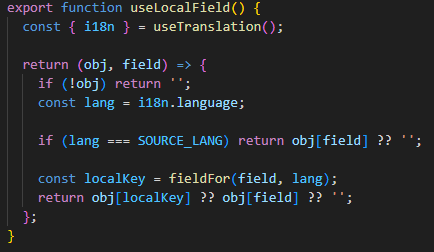 export function useLocalField() {
  const { i18n } = useTranslation();

  return (obj, field) => {
    if (!obj) return '';
    const lang = i18n.language;

    if (lang === SOURCE_LANG) return obj[field] ?? '';

    const localKey = fieldFor(field, lang);
    return obj[localKey] ?? obj[field] ?? '';
  };
}